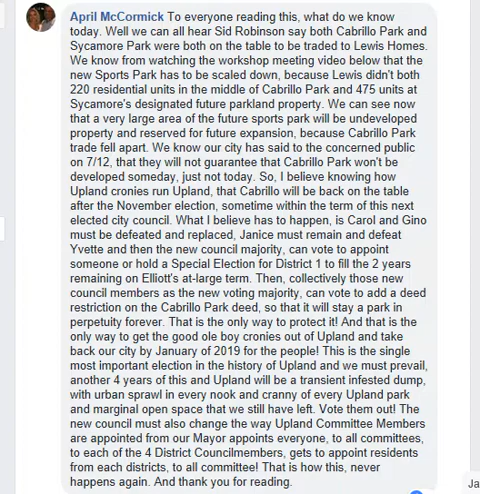 April McCormick To everyone reading this, what do we know
today. Well we can all hear Sid Robinson say both Cabrillo Park and
Sycamore Park were both on the table to be traded to Lewis Homes.
We know from watching the workshop meeting video below that the
new Sports Park has to be scaled down, because Lewis didn't both
220 residential units in the middle of Cabrillo Park and 475 units at
Sycamore's designated future parkland property. We can see now
that a very large area of the future sports park will be undeveloped
property and reserved for future expansion, because Cabrillo Park
trade fell apart. We know our city has said to the concerned public
on 7/12, that they will not guarantee that Cabrillo Park won't be
developed someday, just not today. So, I believe knowing how
Upland cronies run Upland, that Cabrillo will be back on the table
after the November election, sometime within the term of this next
elected city council. What I believe has to happen, is Carol and Gino
must be defeated and replaced, Janice must remain and defeat
Yvette and then the new council majority, can vote to appoint
someone or hold a Special Election for District 1 to fill the 2 years
remaining on Elliott's at-large term. Then, collectively those new
council members as the new voting majority, can vote to add a deed
restriction on the Cabrillo Park deed, so that it will stay a park in
perpetuity forever. That is the only way to protect it! And that is the
only way to get the good ole boy cronies out of Upland and take
back our city by January of 2019 for the people! This is the single
most important election in the history of Upland and we must prevail,
another 4 years of this and Upland will be a transient infested dump,
with urban sprawl in every nook and cranny of every Upland park
and marginal open space that we still have left. Vote them out! The
new council must also change the way Upland Committee Members
are appointed from our Mayor appoints everyone, to all committees,
to each of the 4 District Councilmembers, gets to appoint residents
from each districts, to all committee! That is how this, never
happens again. And thank you for reading.
Ja